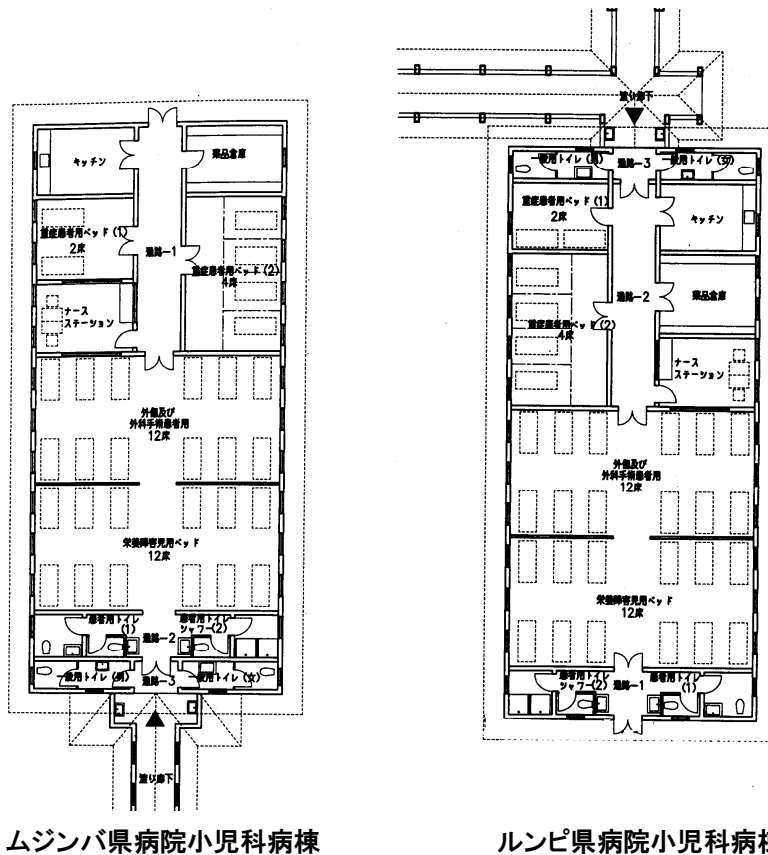 キッチン
薬品倉庫
重症患者用ベッド(1)
2床
通路-1
重症患者用ベッド(2)
4床
ナース
ステーション
外傷及び
外科手術患者用
12床
栄養障害児用ベッド
12床
患者用トイレ
(1)
通路-2
患者用トイレ
シャワー(2)
一般用トイレ(男)
通路-3
一般用トイレ(女)
渡り廊下
ムジンバ県病院小児科病棟
渡り廊下
一般用トイレ(男)
通路-3
一般用トイレ(女)
重症患者用ベッド(1)
2床
キッチン
通路-2
薬品倉庫
重症患者用ベッド(2)
4床
ナース
ステーション
外傷及び
外科手術患者用
12床
栄養障害児用ベッド
12床
患者用トイレ
シャワー(2)
通路-1
患者用トイレ
(1)
ルンピ県病院小児科病棟